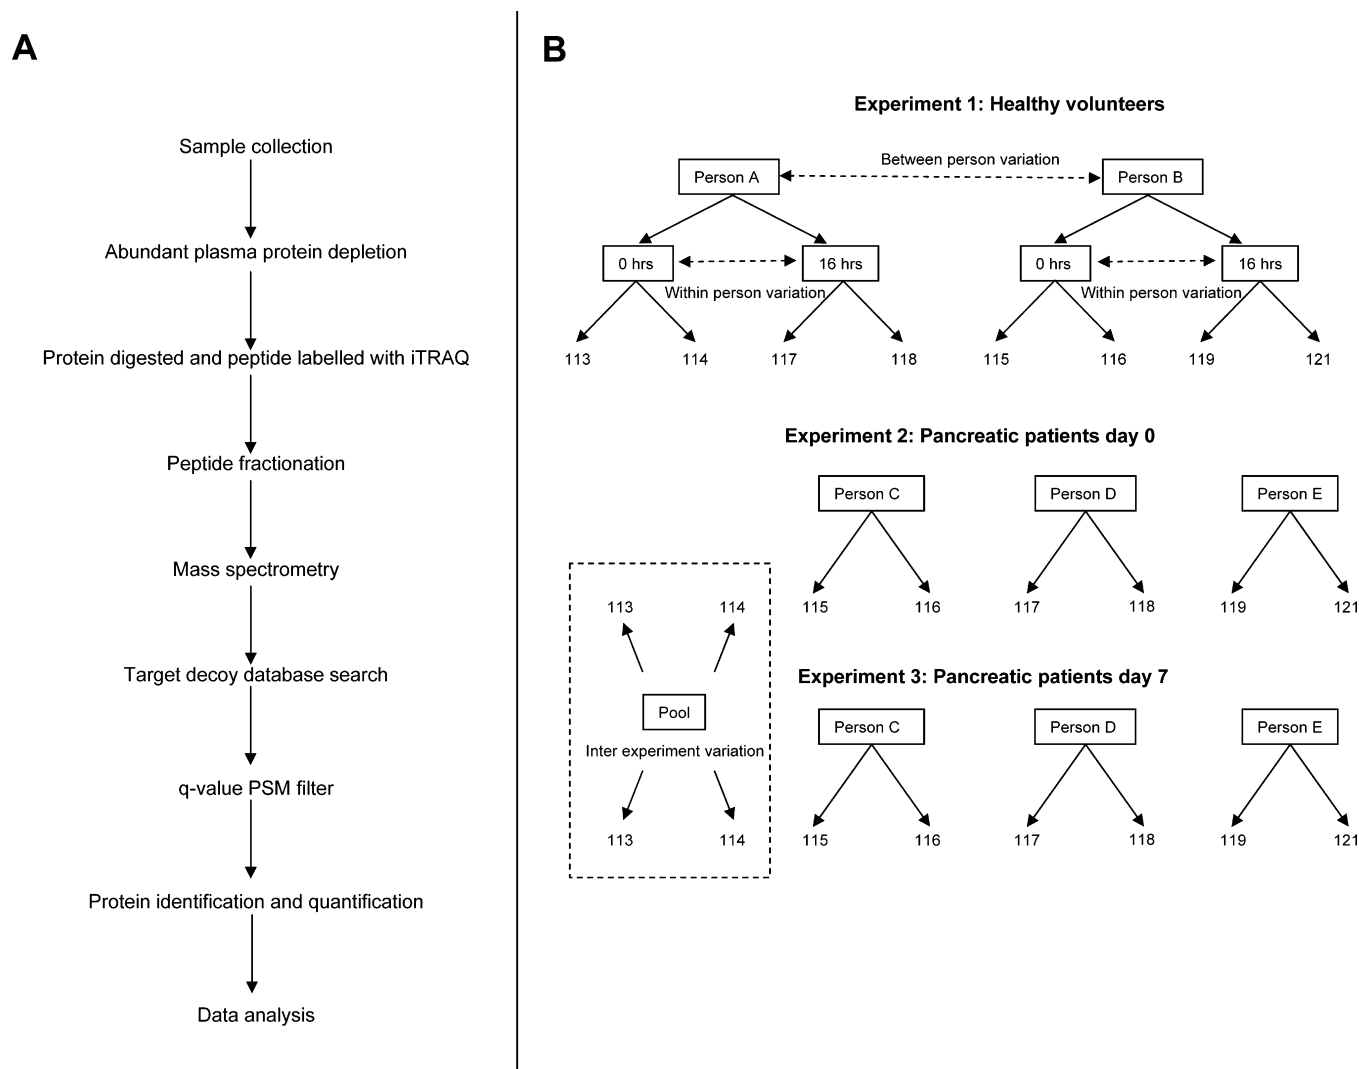 A
Sample collection
Abundant plasma protein depletion
Protein digested and peptide labelled with iTRAQ
Peptide fractionation
Mass spectrometry
Target decoy database search
q-value PSM filter
Protein identification and quantification
Data analysis
B
Experiment 1: Healthy volunteers
Between person variation
Person A
Person B
0 hrs
16 hrs
0 hrs
16 hrs
Within person variation
Within person variation
113
114
117
118
115
116
119
121
Experiment 2: Pancreatic patients day 0
Person C
Person D
Person E
113
114
115
116
117
118
119
121
Experiment 3: Pancreatic patients day 7
Pool
Inter experiment variation
Person C
Person D
Person E
113
114
115
116
117
118
119
121